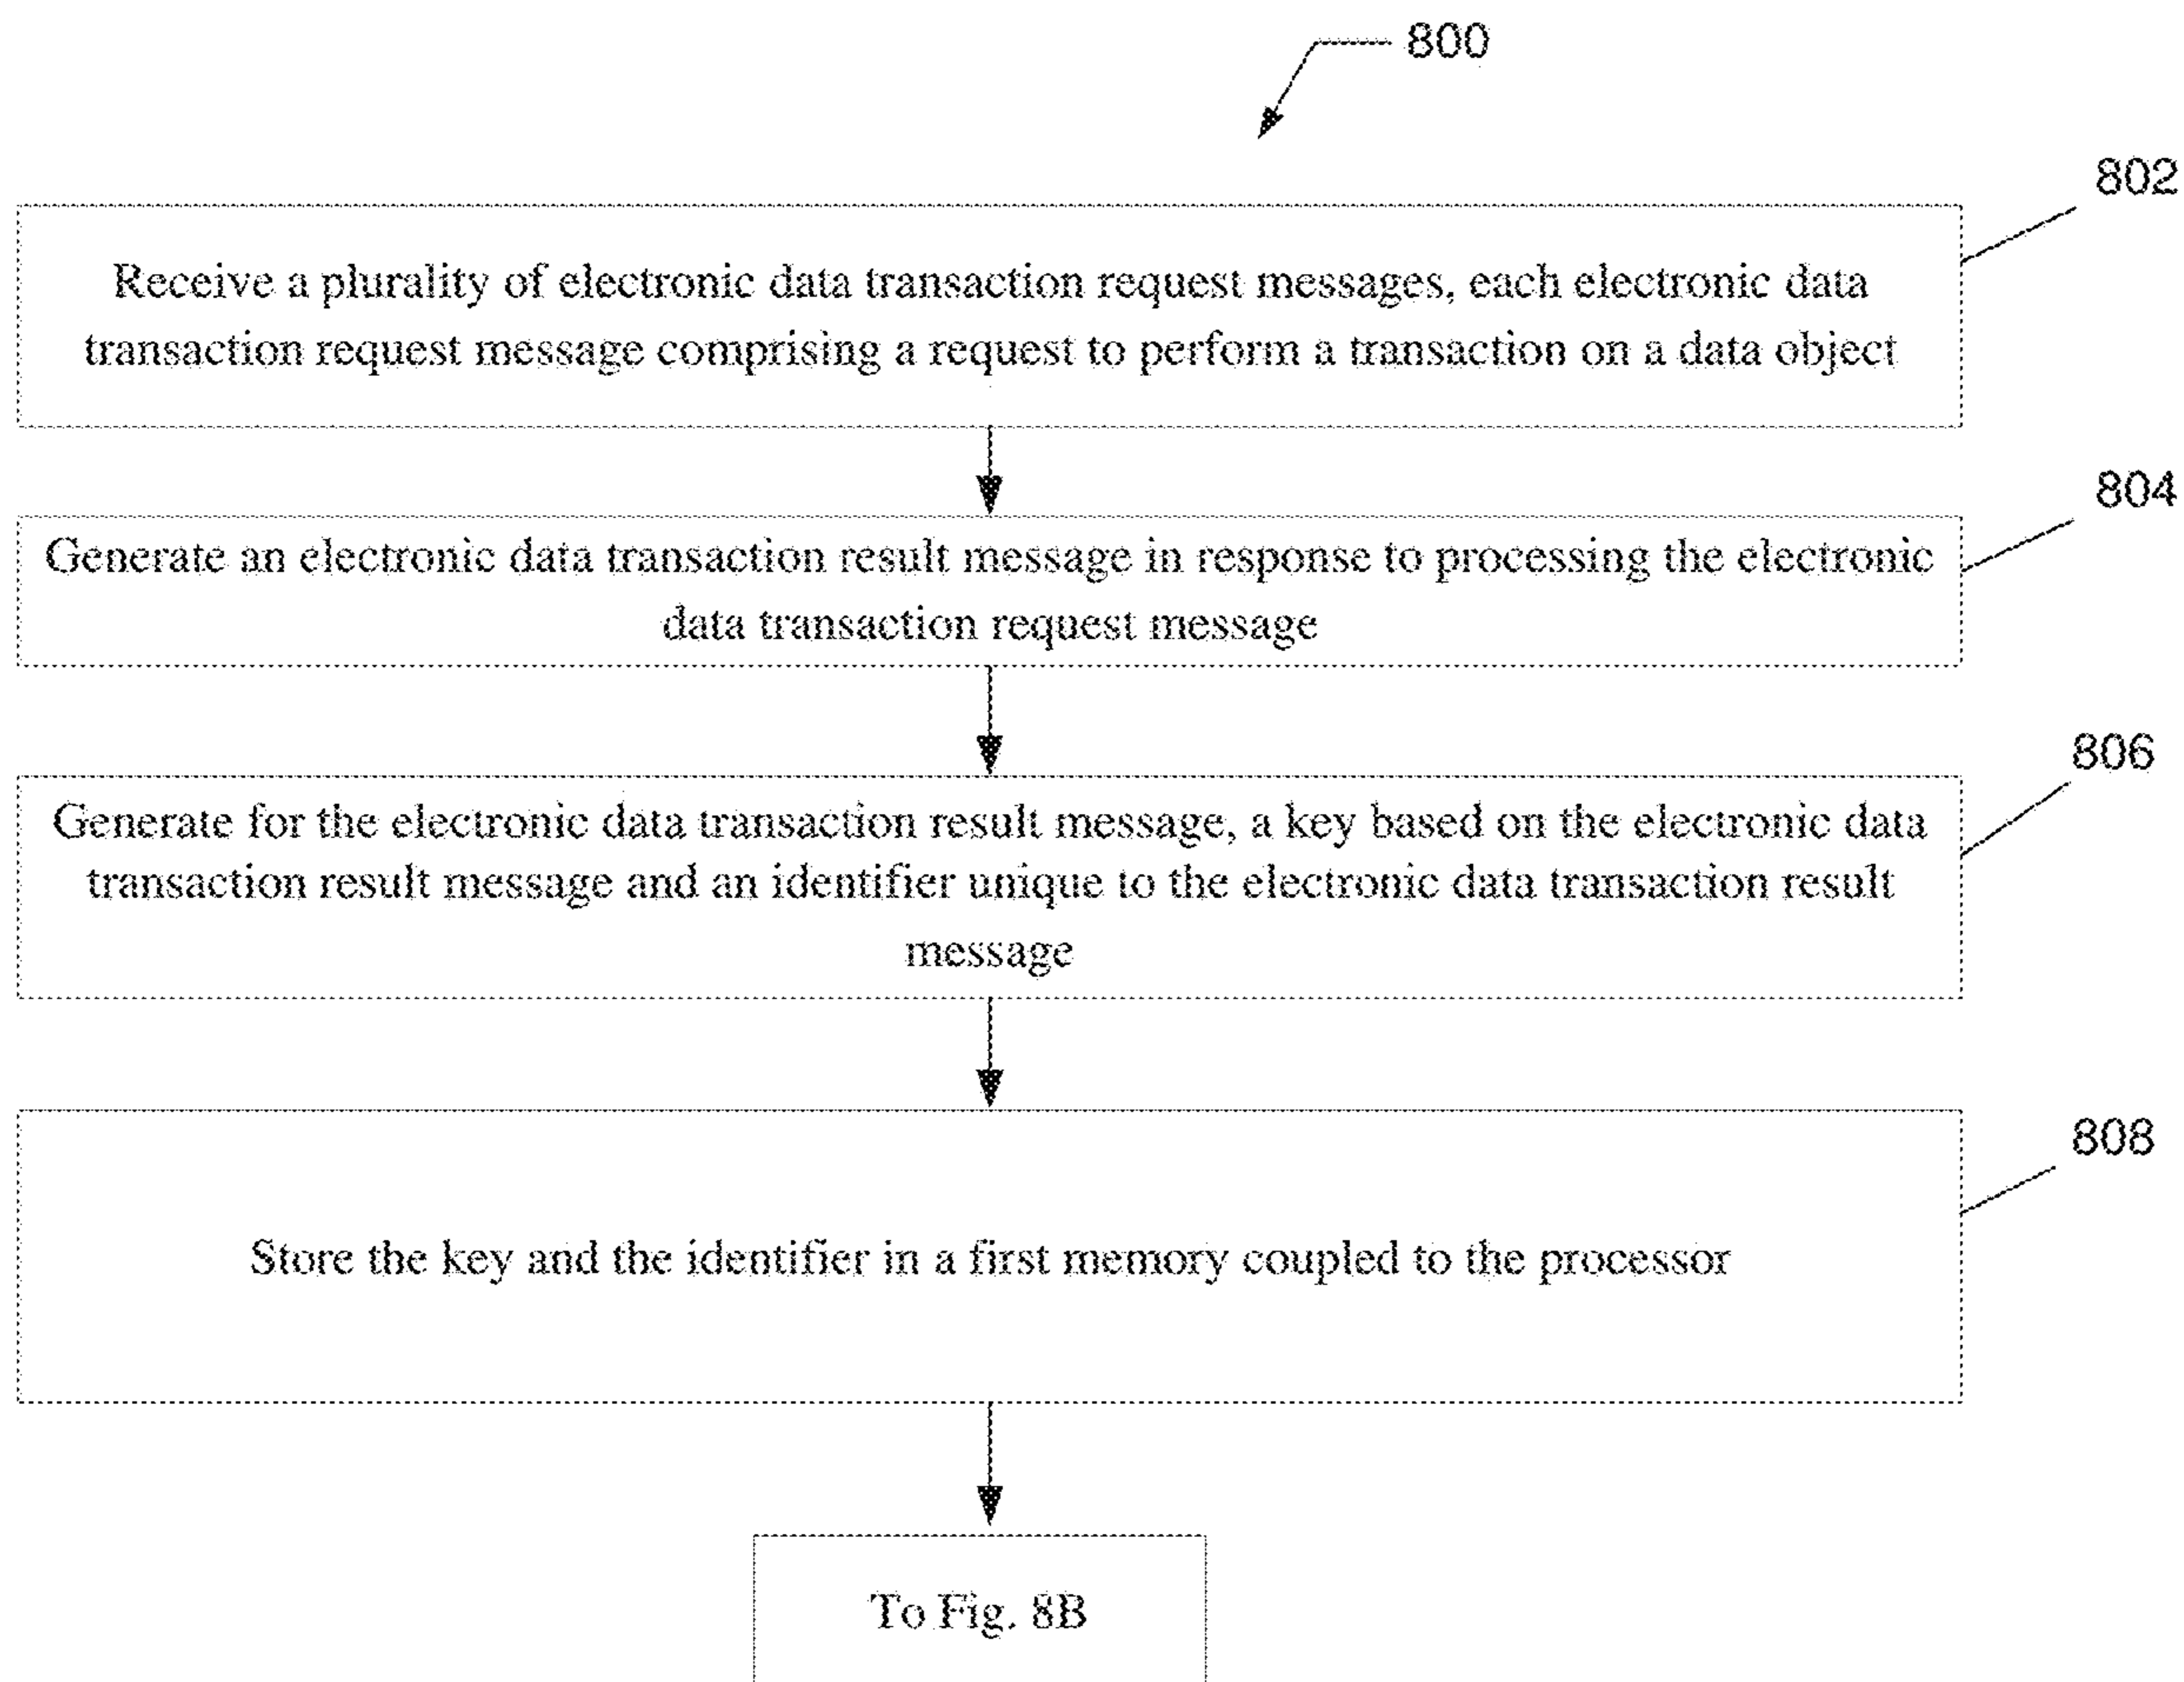 800
802
Receive a plurality of electronic data transaction request messages, each electronic data
transaction request message comprising a request to perform a transaction on a data object
804
Generate an electronic data transaction result message in response to processing the electronic
data transaction request message
806
Generate for the electronic data transaction result message, a key based on the electronic data
transaction result message and an identifier unique to the electronic data transaction result
message
808
Store the key and the identifier in a first memory coupled to the processor
To Fig. 8B